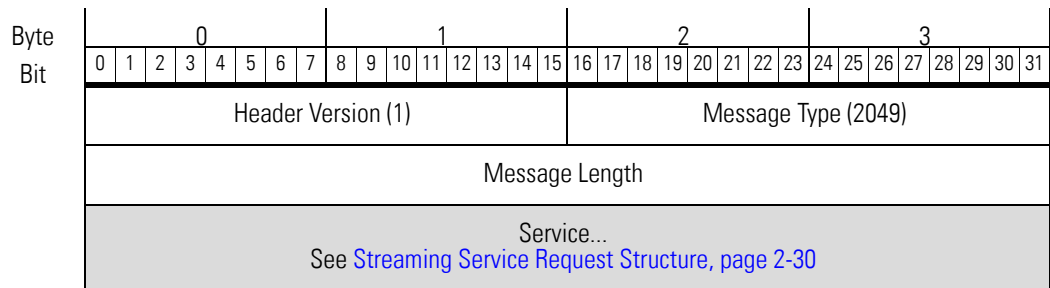 Byte 0 1 2 3
Bit 0 1 2 3 4 5 6 7 8 9 10 11 12 13 14 15 16 17 18 19 20 21 22 23 24 25 26 27 28 29 30 31
Header Version (1) Message Type (2049)
Message Length
Service...
See Streaming Service Request Structure, page 2-30